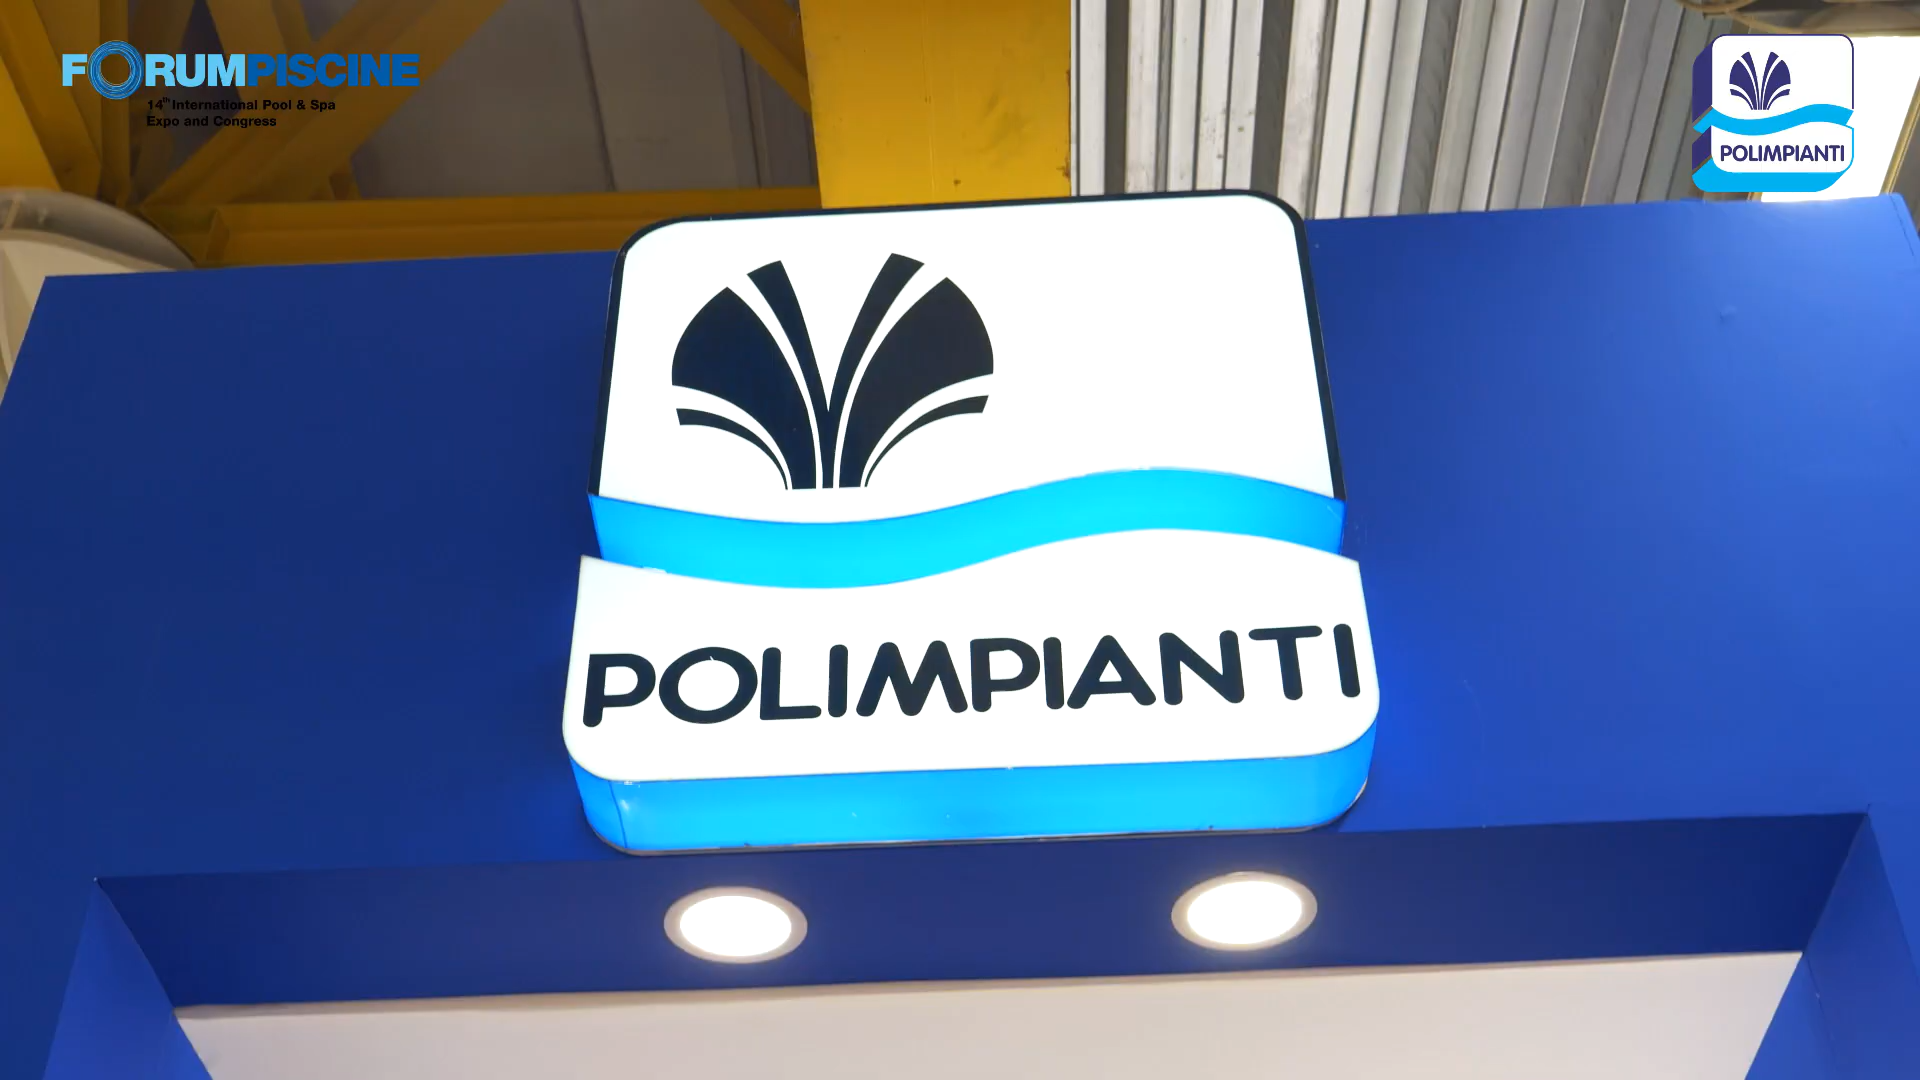 FORUMPISCINE
14th International Pool & Spa
Expo and Congress
POLIMPIANTI
POLIMPIANTI